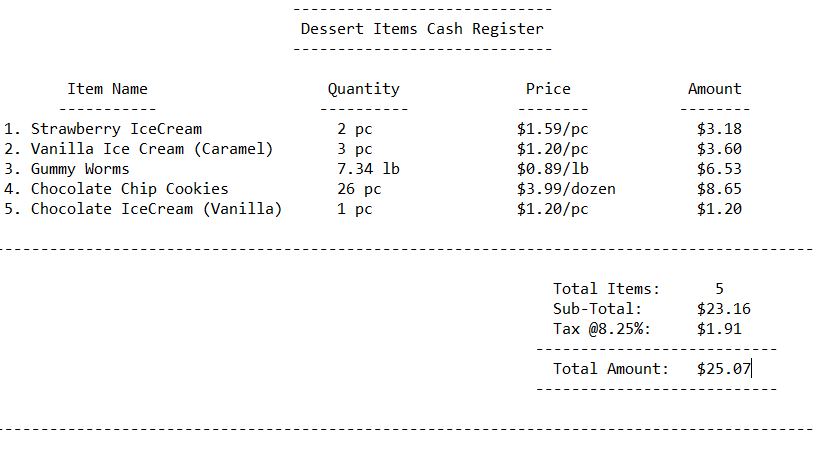 Dessert Items Cash Register
Item Name Quantity Price Amount
1. Strawberry IceCream 2 pc $1.59/pc $3.18
2. Vanilla Ice Cream (Caramel) 3 pc $1.20/pc $3.60
3. Gummy Worms 7.34 lb $0.89/lb $6.53
4. Chocolate Chip Cookies 26 pc $3.99/dozen $8.65
5. Chocolate IceCream (Vanilla) 1 pc $1.20/pc $1.20
Total Items: 5
Sub-Total: $23.16
Tax @8.25%: $1.91
Total Amount: $25.07